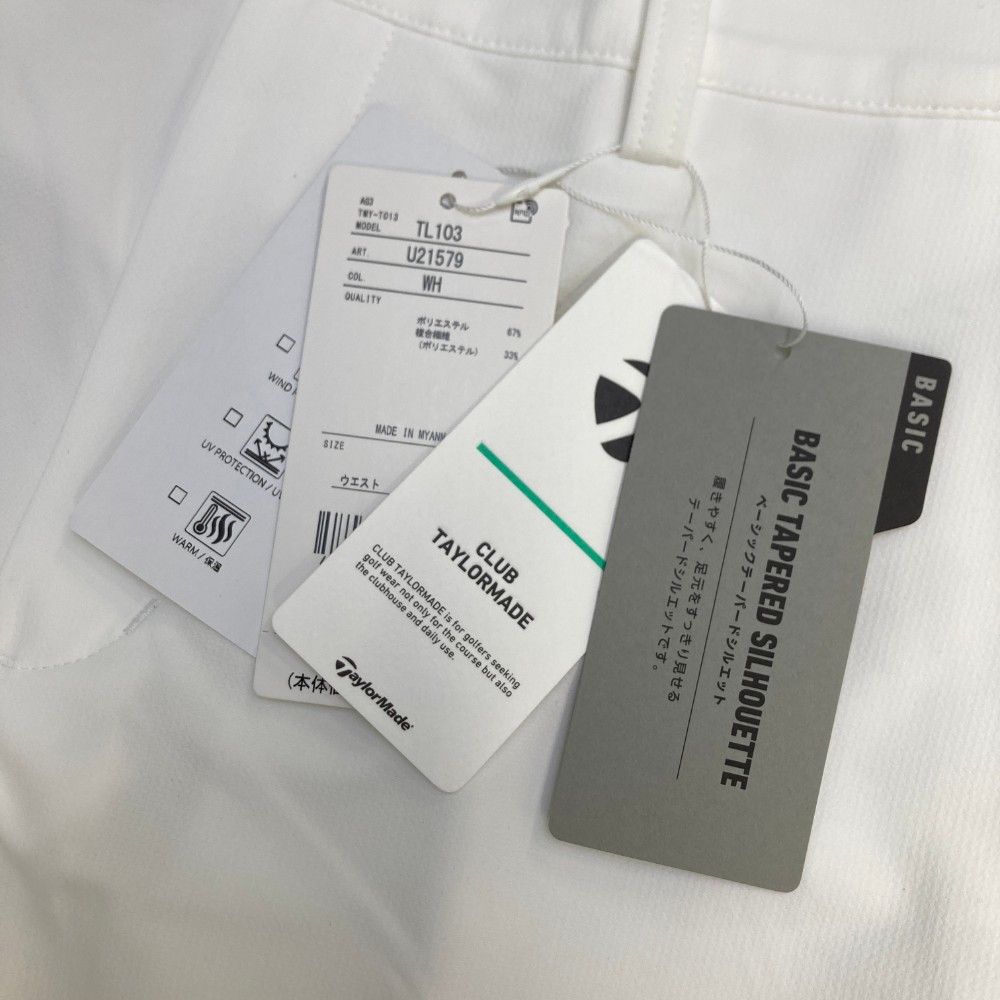 WIND
UV PROTECTION / U
WARM / 保温
AG3
TMY-T013
MODEL TL103
ART. U21579
COL. WH
QUALITY
ポリエステル 67%
複合繊維
(ポリエステル) 33%
MADE IN MYANM
SIZE
ウエスト
(本体価
CLUB
TAYLORMADE
CLUB TAYLORMADE is for golfers seeking
golf wear not only for the course but also
the clubhouse and daily use.
TaylorMade
BASIC
BASIC TAPERED SILHOUETTE
ベーシックテーパードシルエット
履きやすく、足元をすっきり見せる
テーパードシルエットです。